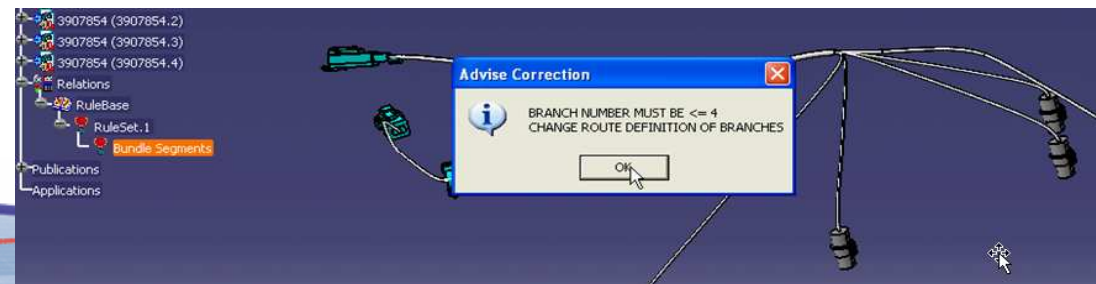 3907854 (3907854.2)
3907854 (3907854.3)
3907854 (3907854.4)
Relations
RuleBase
RuleSet.1
Bundle Segments
Publications
Applications
Advise Correction
BRANCH NUMBER MUST BE <= 4
CHANGE ROUTE DEFINITION OF BRANCHES
OK